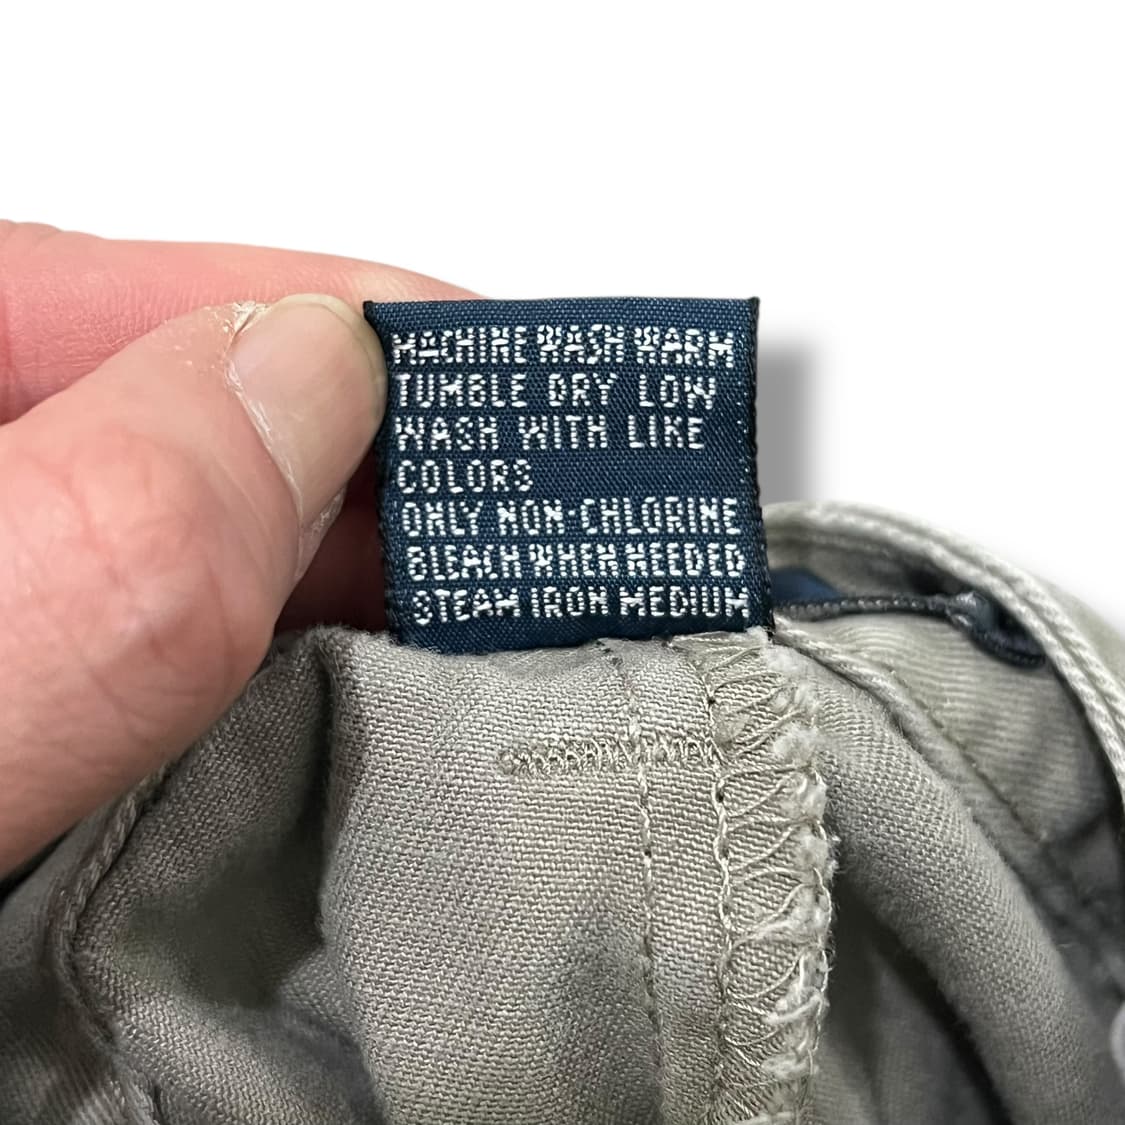 MACHINE WASH WARM
TUMBLE DRY LOW
WASH WITH LIKE
COLORS
ONLY NON-CHLORINE
BLEACH WHEN NEEDED
STEAM IRON MEDIUM